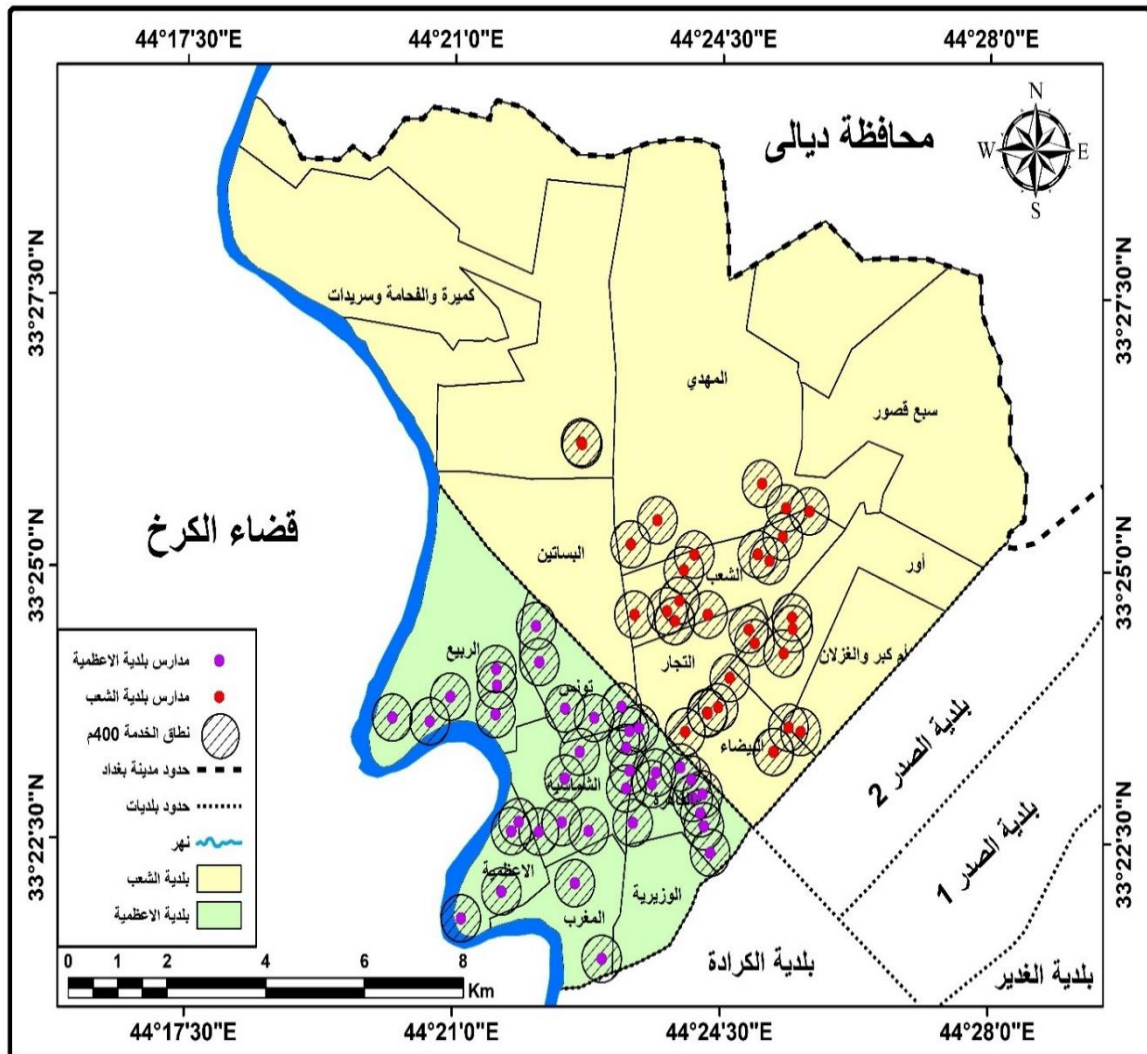 44°17'30"E
44°21'0"E
44°24'30"E
44°28'0"E
محافظة ديالى
N
W
E
S
33°27'30"N
33°27'30"N
كميرة والفحامة وسريدات
المهدي
سبع قصور
قضاء الكرخ
البساتين
الشعب
أور
33°25'0"N
33°25'0"N
أم كبر والغزلان
التجار
الربيع
تونس
البيضاء
الشماسية
بلدية الصدر 2
بلدية الصدر 1
الاعظمية
الوزيرية
المغرب
33°22'30"N
33°22'30"N
بلدية الكرادة
بلدية الغدير
مدارس بلدية الاعظمية
مدارس بلدية الشعب
نطاق الخدمة 400م
حدود مدينة بغداد
حدود بلديات
نهر
بلدية الشعب
بلدية الاعظمية
0 1 2 4 6 8
Km
44°17'30"E
44°21'0"E
44°24'30"E
44°28'0"E